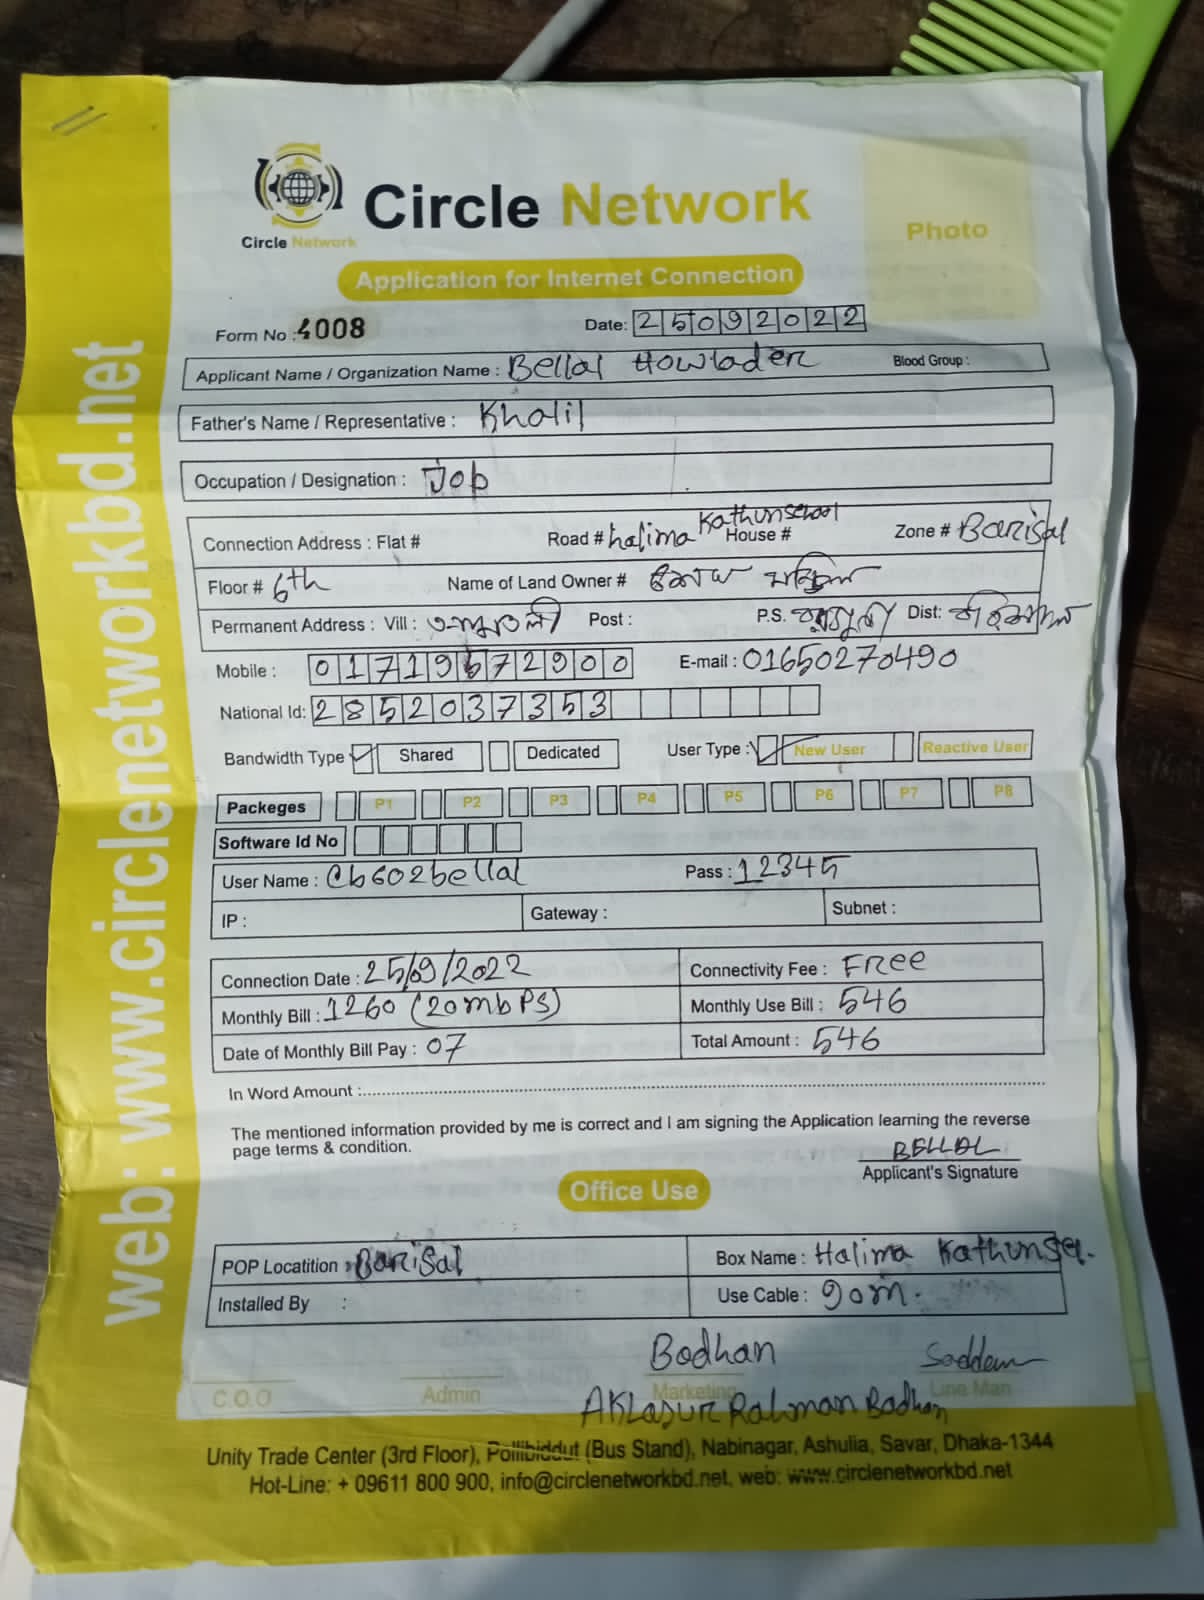 Circle Network
Circle Network
Photo
Application for Internet Connection
Form No : 4008
Date: 25092022
Applicant Name / Organization Name : Bellal Howlader
Blood Group :
Father's Name / Representative : Khalil
Occupation / Designation : Job
Connection Address : Flat # Road # halima Kathunschool House # Zone # Barisal
Floor # 6th Name of Land Owner #
Permanent Address : Vill : Post : P.S. Dist:
Mobile : 01719672900 E-mail : 01650270490
National Id: 2852037353
Bandwidth Type ✓ Shared Dedicated User Type : ✓ New User Reactive User
Packeges P1 P2 P3 P4 P5 P6 P7 P8
Software Id No
User Name : Cb602bellal Pass : 12345
IP : Gateway : Subnet :
Connection Date : 25/09/2022 Connectivity Fee : FRee
Monthly Bill : 1260 (20mbPS) Monthly Use Bill : 546
Date of Monthly Bill Pay : 07 Total Amount : 546
In Word Amount :
The mentioned information provided by me is correct and I am signing the Application learning the reverse
page terms & condition.
BELLAL
Applicant's Signature
Office Use
POP Locatition : Barisal Box Name : Halima Kathunsc.
Installed By : Use Cable : 90m.
Badhan Saddam
C.O.O Admin Marketing Line Man
Rahman Badhan
Unity Trade Center (3rd Floor), Pollibiddut (Bus Stand), Nabinagar, Ashulia, Savar, Dhaka-1344
Hot-Line: + 09611 800 900, info@circlenetworkbd.net, web: www.circlenetworkbd.net
web: www.circlenetworkbd.net